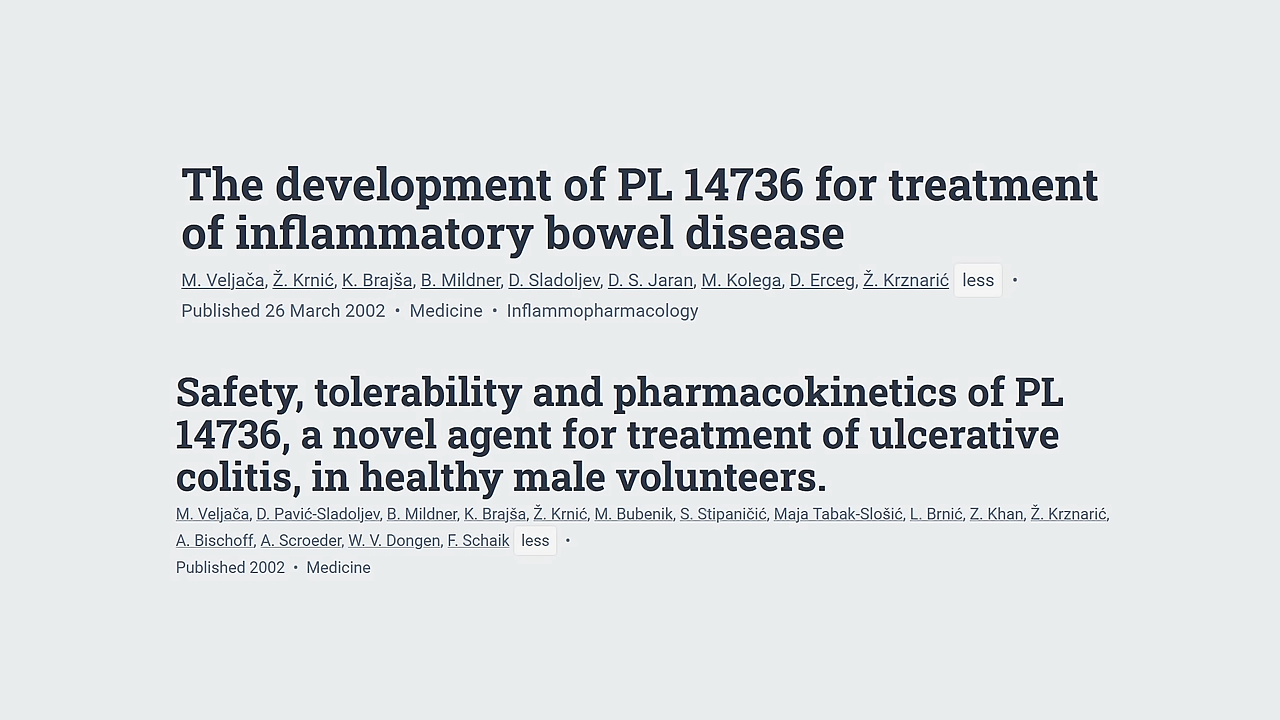 The development of PL 14736 for treatment
of inflammatory bowel disease
M. Veljača, Ž. Krnić, K. Brajša, B. Mildner, D. Sladoljev, D. S. Jaran, M. Kolega, D. Erceg, Ž. Krznarić less •
Published 26 March 2002 • Medicine • Inflammopharmacology
Safety, tolerability and pharmacokinetics of PL
14736, a novel agent for treatment of ulcerative
colitis, in healthy male volunteers.
M. Veljača, D. Pavić-Sladoljev, B. Mildner, K. Brajša, Ž. Krnić, M. Bubenik, S. Stipaničić, Maja Tabak-Slošić, L. Brnić, Z. Khan, Ž. Krznarić,
A. Bischoff, A. Scroeder, W. V. Dongen, F. Schaik less •
Published 2002 • Medicine